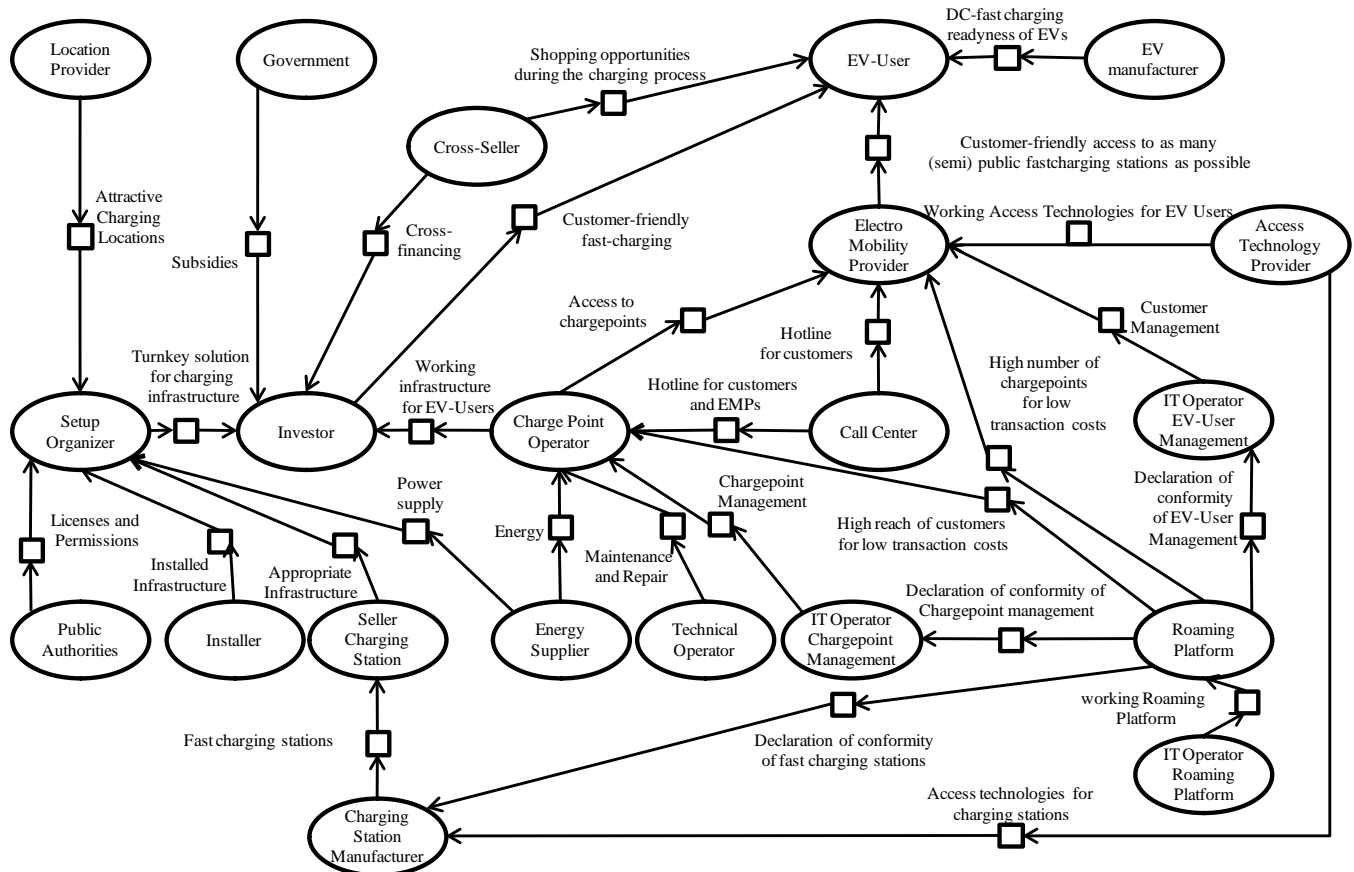 DC-fast charging
readyness of EVs
Location
Provider
Government
Shopping opportunities
during the charging process
EV-User
EV
manufacturer
Cross-Seller
Customer-friendly access to as many
(semi) public fastcharging stations as possible
Attractive
Charging
Locations
Subsidies
Cross-
financing
Customer-friendly
fast-charging
Working Access Technologies for EV Users
Electro
Mobility
Provider
Access
Technology
Provider
Access to
chargepoints
Hotline
for customers
Customer
Management
Turnkey solution
for charging
infrastructure
Working
infrastructure
for EV-Users
Hotline for customers
and EMPs
High number of
chargepoints
for low
transaction costs
Setup
Organizer
Investor
Charge Point
Operator
Call Center
IT Operator
EV-User
Management
Power
supply
Chargepoint
Management
Declaration of
conformity
of EV-User
Management
Licenses and
Permissions
Installed
Infrastructure
Appropriate
Infrastructure
Energy
Maintenance
and Repair
High reach of customers
for low transaction costs
Declaration of conformity of
Chargepoint management
Public
Authorities
Installer
Seller
Charging
Station
Energy
Supplier
Technical
Operator
IT Operator
Chargepoint
Management
Roaming
Platform
working Roaming
Platform
Fast charging stations
Declaration of conformity
of fast charging stations
IT Operator
Roaming
Platform
Access technologies for
charging stations
Charging
Station
Manufacturer